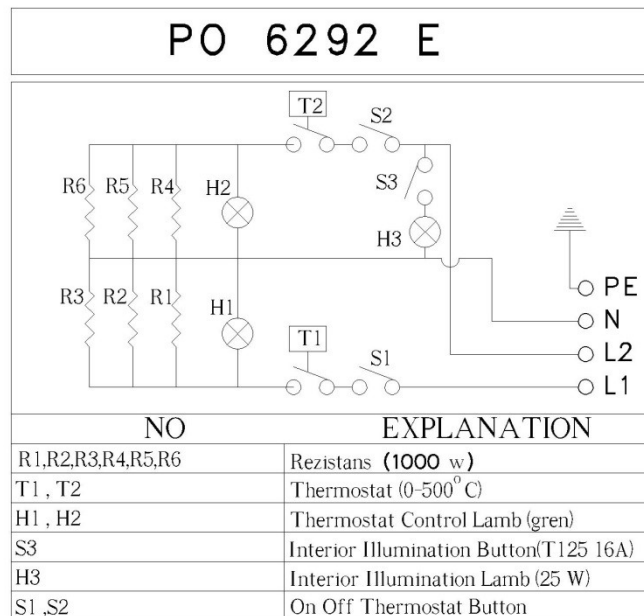 PO 6292 E
T2
S2
R6 R5 R4 H2 S3
H3
R3 R2 R1 H1
T1 S1
PE
N
L2
L1
NO EXPLANATION
R1,R2,R3,R4,R5,R6 Rezistans (1000 w)
T1 , T2 Thermostat (0-500°C)
H1 , H2 Thermostat Control Lamb (gren)
S3 Interior Illumination Button(T125 16A)
H3 Interior Illumination Lamb (25 W)
S1 ,S2 On Off Thermostat Button